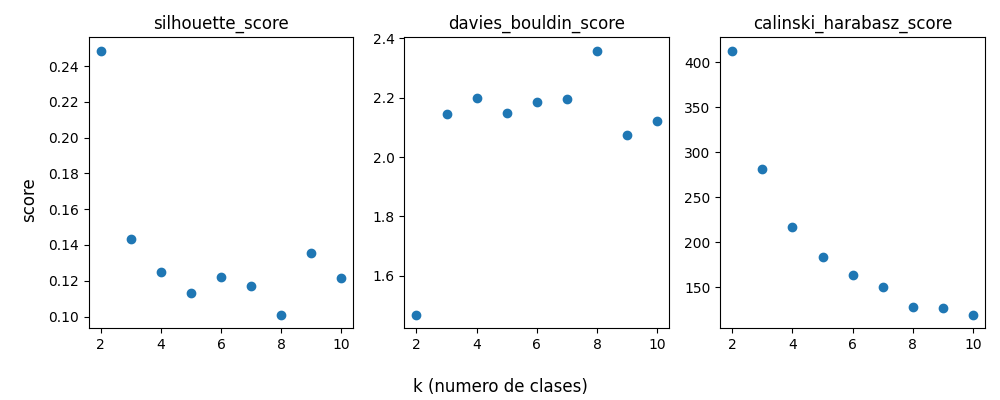 silhouette_score
davies_bouldin_score
calinski_harabasz_score
score
0.24
0.22
0.20
0.18
0.16
0.14
0.12
0.10
2 4 6 8 10
2.4
2.2
2.0
1.8
1.6
2 4 6 8 10
400
350
300
250
200
150
2 4 6 8 10
k (numero de clases)